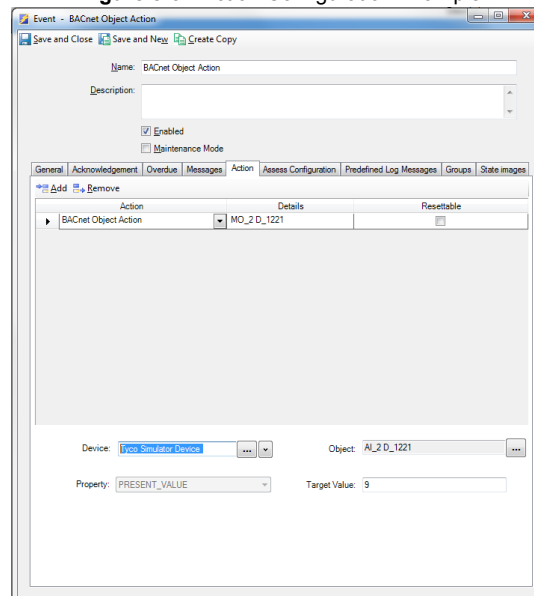 Event - BACnet Object Action
Save and Close Save and New Create Copy
Name: BACnet Object Action
Description:
Enabled
Maintenance Mode
General Acknowledgement Overdue Messages Action Assess Configuration Predefined Log Messages Groups State images
Add Remove
Action Details Resettable
BACnet Object Action MO_2 D_1221
Device: Tyco Simulator Device ... Object: AI_2 D_1221 ...
Property: PRESENT_VALUE Target Value: 9